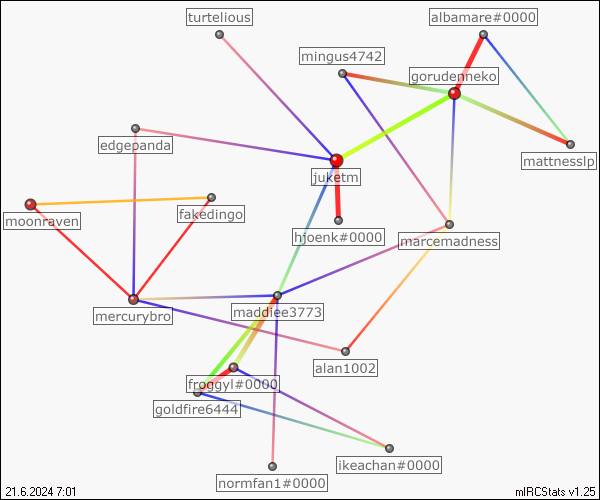 turtelious
albamare#0000
mingus4742
gorudenneko
edgepanda
mattnesslp
juketm
moonraven
fakedingo
hjoenk#0000
marcemadness
mercurybro
maddiee3773
alan1002
froggyl#0000
goldfire6444
ikeachan#0000
normfan1#0000
21.6.2024 7:01
mIRCStats v1.25